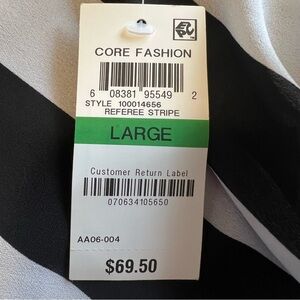 CORE FASHION
6 08381 95549 2
STYLE 100014656
REFEREE STRIPE
LARGE
Customer Return Label
070634105650
AA06-004
$69.50